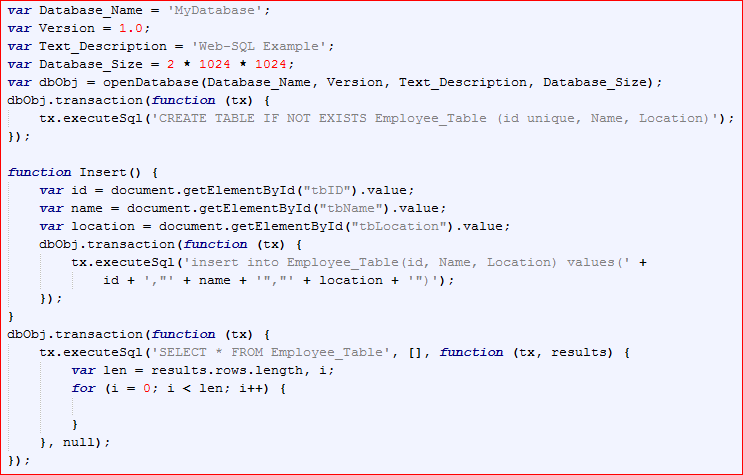 var Database_Name = 'MyDatabase';
var Version = 1.0;
var Text_Description = 'Web-SQL Example';
var Database_Size = 2 * 1024 * 1024;
var dbObj = openDatabase(Database_Name, Version, Text_Description, Database_Size);
dbObj.transaction(function (tx) {
    tx.executeSql('CREATE TABLE IF NOT EXISTS Employee_Table (id unique, Name, Location)');
});

function Insert() {
    var id = document.getElementById("tbID").value;
    var name = document.getElementById("tbName").value;
    var location = document.getElementById("tbLocation").value;
    dbObj.transaction(function (tx) {
        tx.executeSql('insert into Employee_Table(id, Name, Location) values(' +
            id + ',"' + name + '","' + location + '")');
    });
}
dbObj.transaction(function (tx) {
    tx.executeSql('SELECT * FROM Employee_Table', [], function (tx, results) {
        var len = results.rows.length, i;
        for (i = 0; i < len; i++) {

        }
    }, null);
});